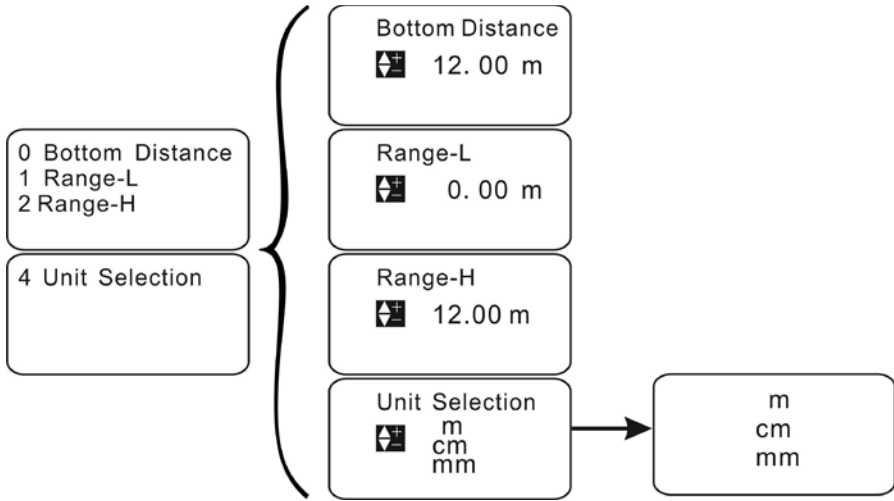 0 Bottom Distance
1 Range-L
2 Range-H
4 Unit Selection
Bottom Distance
+
− 12. 00 m
Range-L
+
− 0. 00 m
Range-H
+
− 12.00 m
Unit Selection
m
+
− cm
mm
m
cm
mm